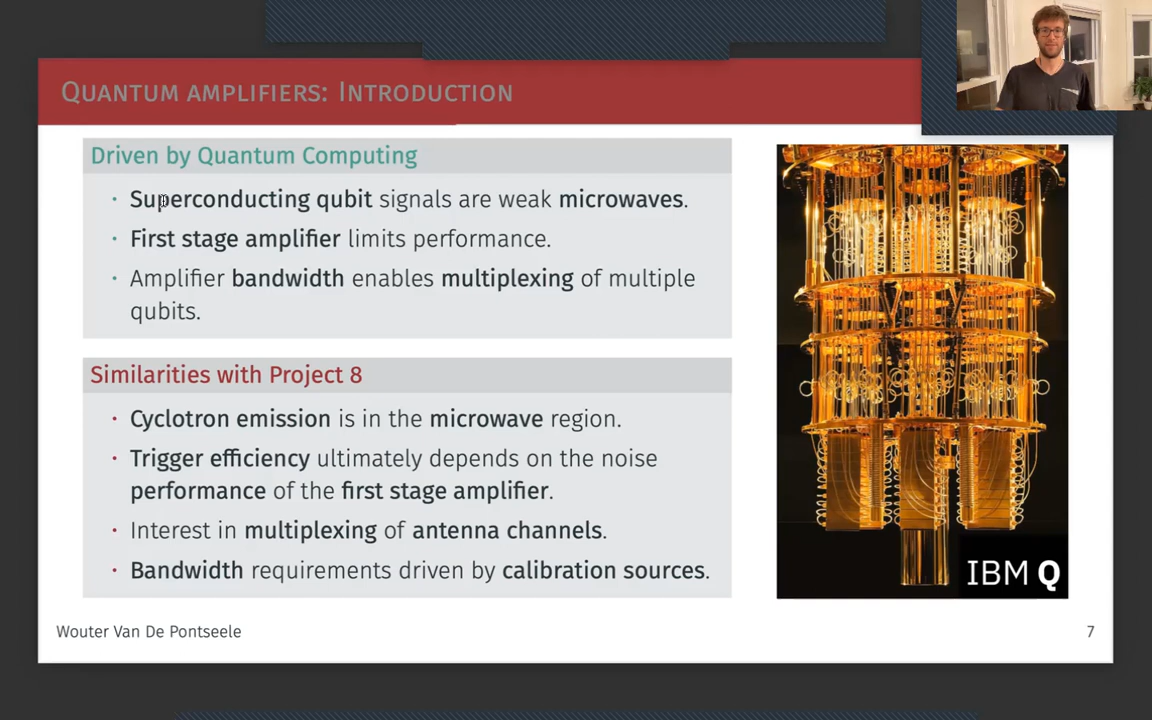 Quantum amplifiers: Introduction
Driven by Quantum Computing
· Superconducting qubit signals are weak microwaves.
· First stage amplifier limits performance.
· Amplifier bandwidth enables multiplexing of multiple
qubits.
Similarities with Project 8
· Cyclotron emission is in the microwave region.
· Trigger efficiency ultimately depends on the noise
performance of the first stage amplifier.
· Interest in multiplexing of antenna channels.
· Bandwidth requirements driven by calibration sources.
IBM Q
Wouter Van De Pontseele
7